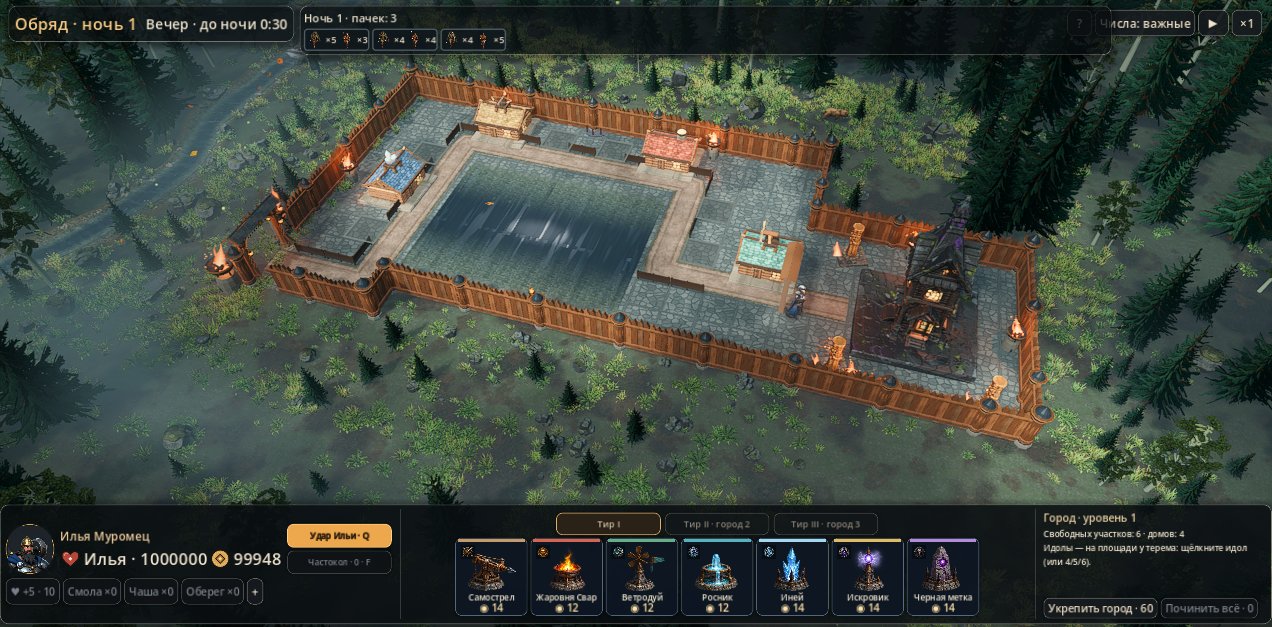 Обряд · ночь 1 Вечер · до ночи 0:30
Ночь 1 · пачек: 3
×5 ×3 ×4 ×4 ×4 ×5
? Числа: важные ▶ ×1
Илья Муромец
Илья · 1000000 99948
♥ +5 · 10 Смола ×0 Чаша ×0 Оберег ×0 +
Удар Ильи · Q
Частокол · 0 · F
Тир I Тир II · город 2 Тир III · город 3
Самострел Жаровня Свар Ветродуй Росник Иней Искровик Черная метка
14 12 12 12 14 14 14
Город · уровень 1
Свободных участков: 6 · домов: 4
Идолы — на площади у терема: щёлкните идол
(или 4/5/6).
Укрепить город · 60 Починить всё · 0